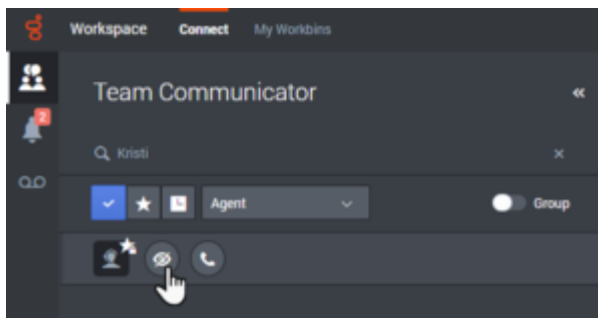 Workspace Connect My Workbins
Team Communicator
2
Kristi
Agent Group